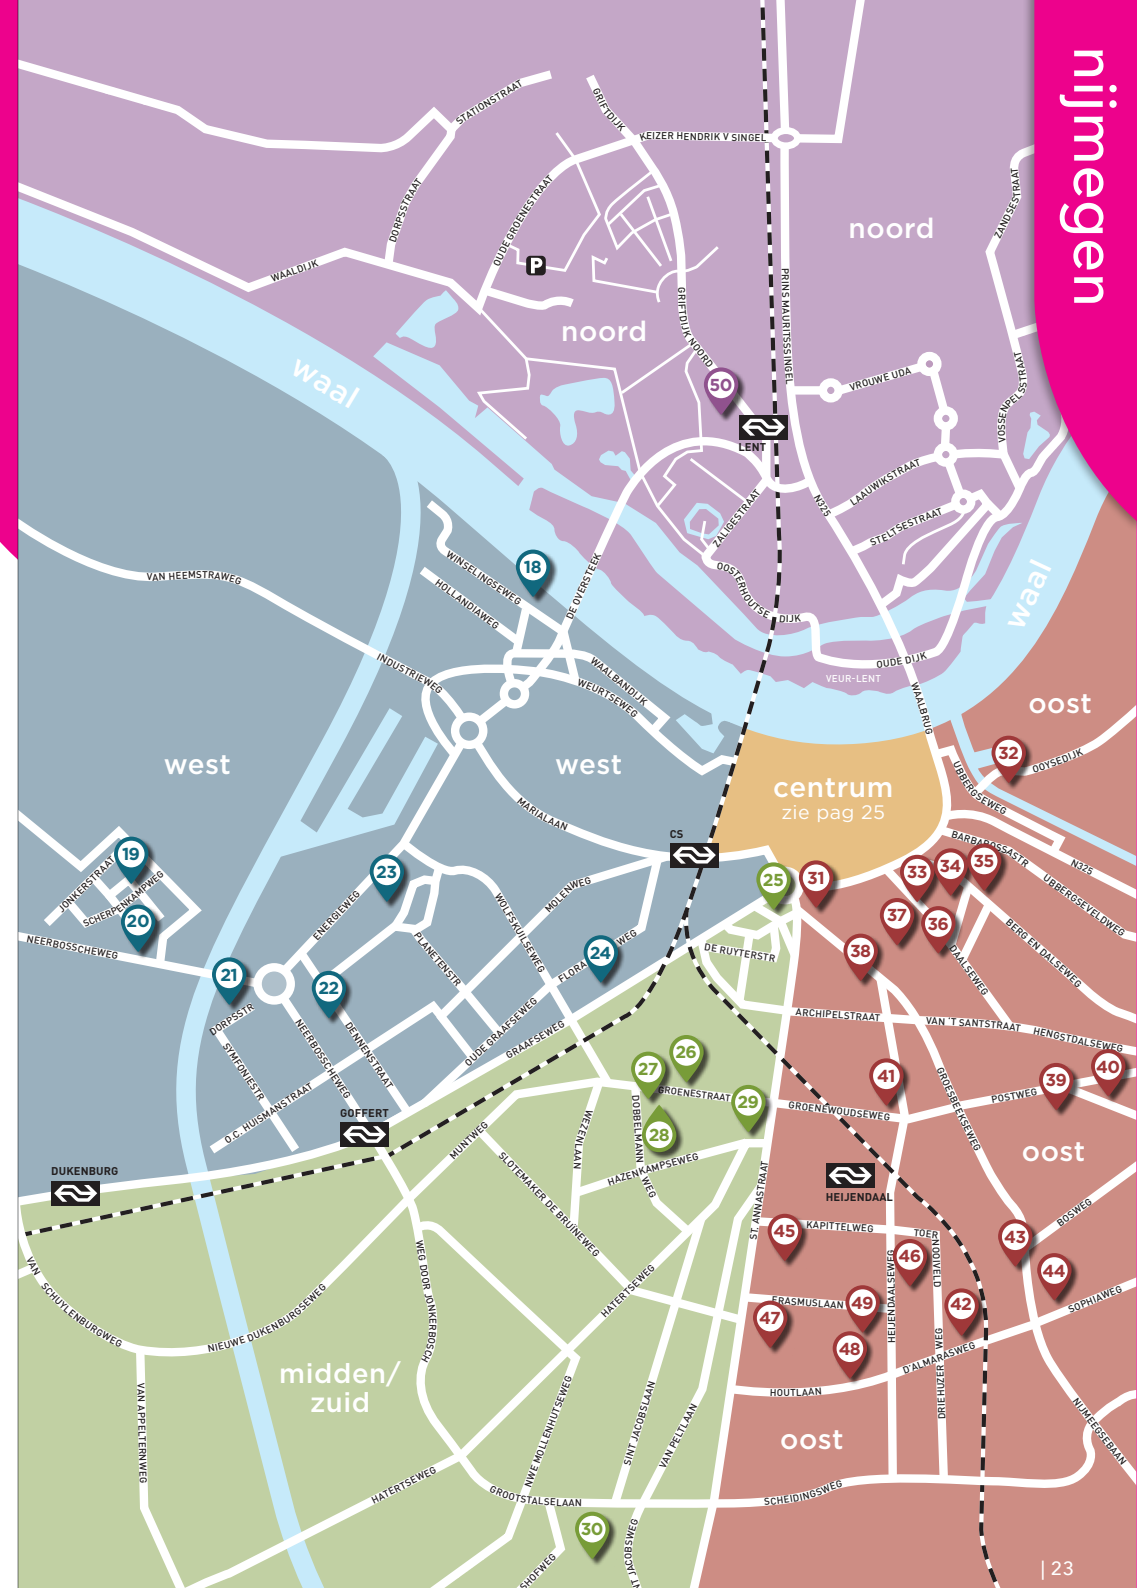 nijmegen
STATIONSTRAAT
GRIFTDIJK
KEIZER HENDRIK V SINGEL
DORPSSTRAAT
OUDE GROENESTRAAT
ZANDSESTRAAT
noord
P
WAALDIJK
PRINS MAURITSSSINGEL
GRIFTDIJK NOORD
noord
waal
50
VROUWE UDA
VOSSENPELSSTRAAT
LENT
LAAUWIKSTRAAT
N325
STELTSESTRAAT
ZALIGESTRAAT
VAN HEEMSTRAWEG
WINSELINGSEWEG
18
HOLLANDIAWEG
DE OVERSTEEK
OOSTERHOUTSE DIJK
waal
INDUSTRIEWEG
OUDE DIJK
VEUR-LENT
WAALBANDIJK
WEURTSEWEG
WAALBRUG
oost
west
west
32
OOYSEDIJK
centrum
zie pag 25
UBBERGSEWEG
MARIALAAN
CS
BARBAROSSASTR
N325
19
JONKERSTRAAT
SCHERPENKAMPWEG
20
23
25
31
33
34
35
UBBERGSEVELDWEG
MOLENWEG
ENERGIEWEG
WOLFSKUILSEWEG
37
36
BERG EN DALSEWEG
NEERBOSSCHEWEG
PLANETENSTR
24
FLORAWEG
DE RUYTERSTR
38
DAALSEWEG
21
22
DORPSSTR
ARCHIPELSTRAAT
VAN 'T SANTSTRAAT
HENGSTDALSEWEG
SYMFONIESTR
NEERBOSSCHEWEG
DENNENSTRAAT
OUDE GRAAFSEWEG
GRAAFSEWEG
26
27
GROENESTRAAT
29
28
41
GROESBEEKSEWEG
39
40
POSTWEG
O.C. HUISMANSTRAAT
GOFFERT
GROENEWOUDSEWEG
DOBBELMANNWEG
WEZENLAAN
MUNTWEG
HAZENKAMPSEWEG
oost
DUKENBURG
HEIJENDAAL
SLOTEMAKER DE BRUÏNEWEG
ST. ANNASTRAAT
BOSWEG
45
KAPITTELWEG
TOERNOOIVELD
43
46
44
VAN SCHUYLENBURGWEG
WEG DOOR JONKERBOSCH
HATERTSEWEG
HEIJENDAALSEWEG
NIEUWE DUKENBURGSEWEG
ERASMUSLAAN
49
42
SOPHIAWEG
47
48
D'ALMARASWEG
midden/
zuid
HOUTLAAN
DRIEHUIZERWEG
VAN APPELTERNWEG
NWE MOLLENHUTSEWEG
SINT JACOBSLAAN
VAN PELTLAAN
oost
NIJMEEGSEBAAN
HATERTSEWEG
GROOTSTALSELAAN
SCHEIDINGSWEG
30
NT JACOBSWEG
SHOFWEG
| 23